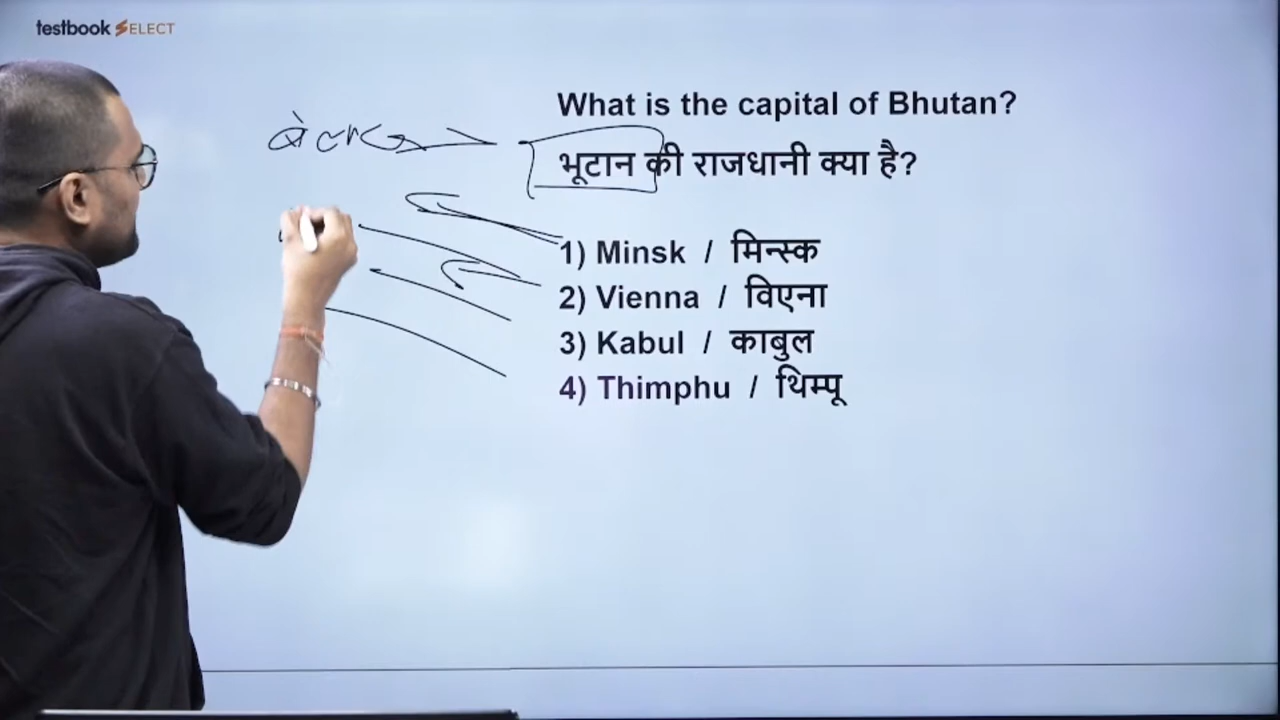 testbook SELECT
What is the capital of Bhutan?
भूटान की राजधानी क्या है?
1) Minsk / मिन्स्क
2) Vienna / विएना
3) Kabul / काबुल
4) Thimphu / थिम्पू